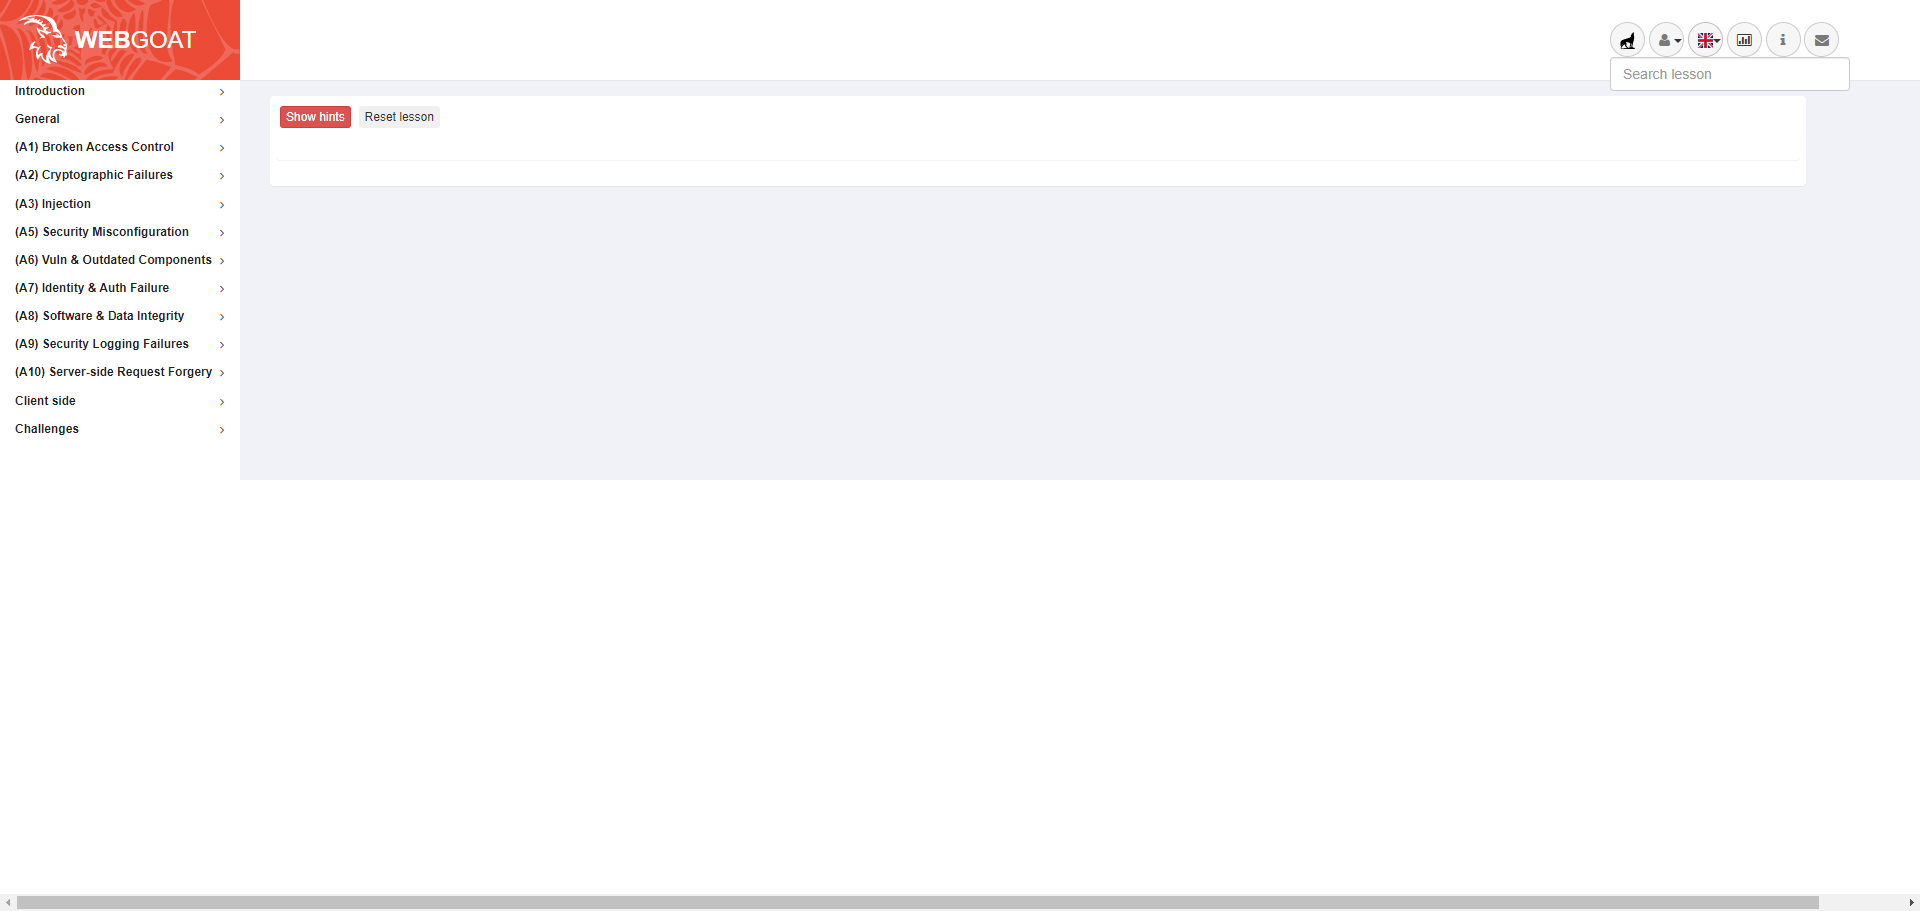 WEBGOAT
Search lesson
Introduction
General
(A1) Broken Access Control
(A2) Cryptographic Failures
(A3) Injection
(A5) Security Misconfiguration
(A6) Vuln & Outdated Components
(A7) Identity & Auth Failure
(A8) Software & Data Integrity
(A9) Security Logging Failures
(A10) Server-side Request Forgery
Client side
Challenges
Show hints Reset lesson